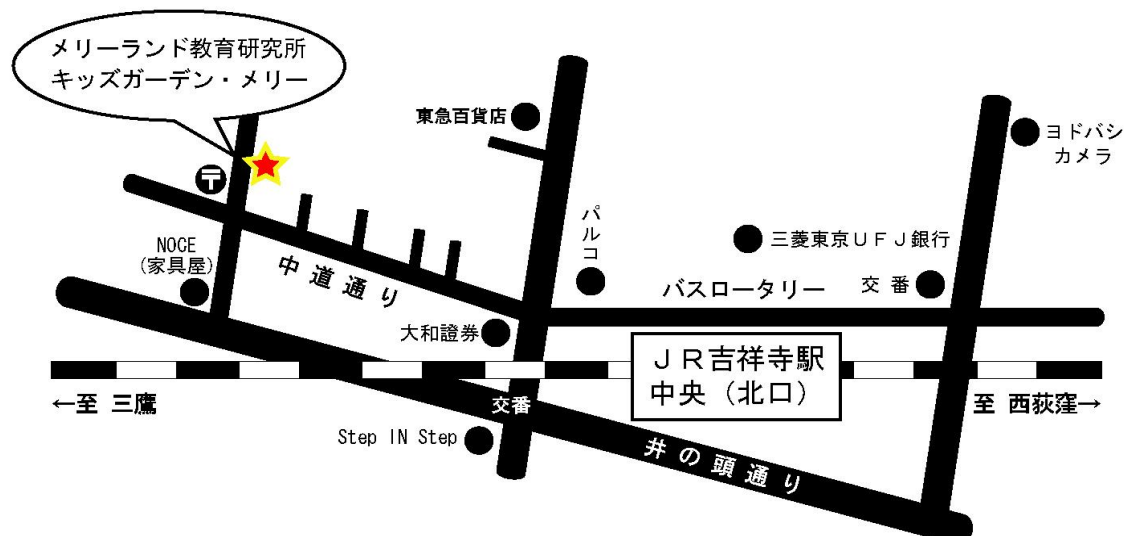 メリーランド教育研究所
キッズガーデン・メリー
東急百貨店
ヨドバシ
カメラ
〒
パルコ
三菱東京ＵＦＪ銀行
NOCE
(家具屋)
中道通り
バスロータリー
交番
大和證券
ＪＲ吉祥寺駅
中央（北口）
←至 三鷹
交番
至 西荻窪→
Step IN Step
井の頭通り